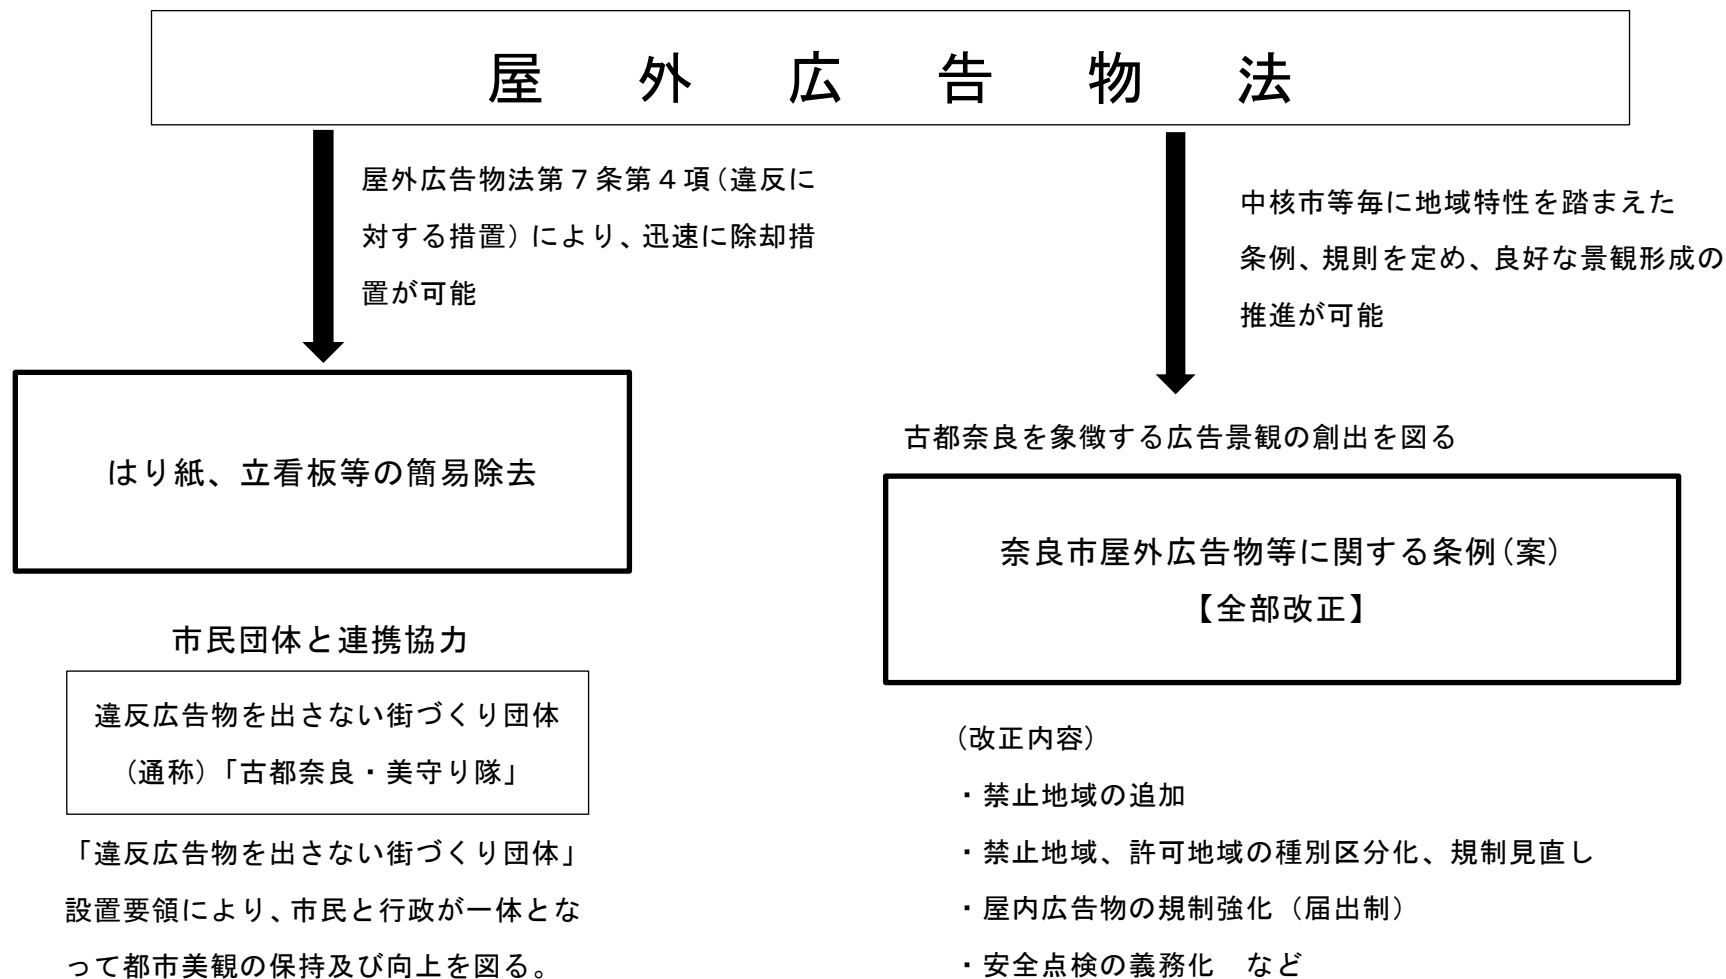 屋外広告物法
屋外広告物法第７条第４項（違反に
対する措置）により、迅速に除却措
置が可能
はり紙、立看板等の簡易除去
市民団体と連携協力
違反広告物を出さない街づくり団体
（通称）「古都奈良・美守り隊」
「違反広告物を出さない街づくり団体」
設置要領により、市民と行政が一体とな
って都市美観の保持及び向上を図る。
中核市等毎に地域特性を踏まえた
条例、規則を定め、良好な景観形成の
推進が可能
古都奈良を象徴する広告景観の創出を図る
奈良市屋外広告物等に関する条例（案）
【全部改正】
（改正内容）
・禁止地域の追加
・禁止地域、許可地域の種別区分化、規制見直し
・屋内広告物の規制強化（届出制）
・安全点検の義務化　など